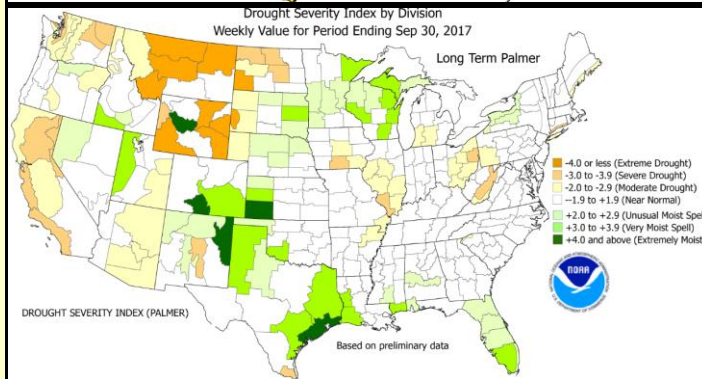 Drought Severity Index by Division
Weekly Value for Period Ending Sep 30, 2017
Long Term Palmer
-4.0 or less (Extreme Drought)
-3.0 to -3.9 (Severe Drought)
-2.0 to -2.9 (Moderate Drought)
-1.9 to +1.9 (Near Normal)
+2.0 to +2.9 (Unusual Moist Spel
+3.0 to +3.9 (Very Moist Spell)
+4.0 and above (Extremely Moist
NOAA
DROUGHT SEVERITY INDEX (PALMER)
Based on preliminary data